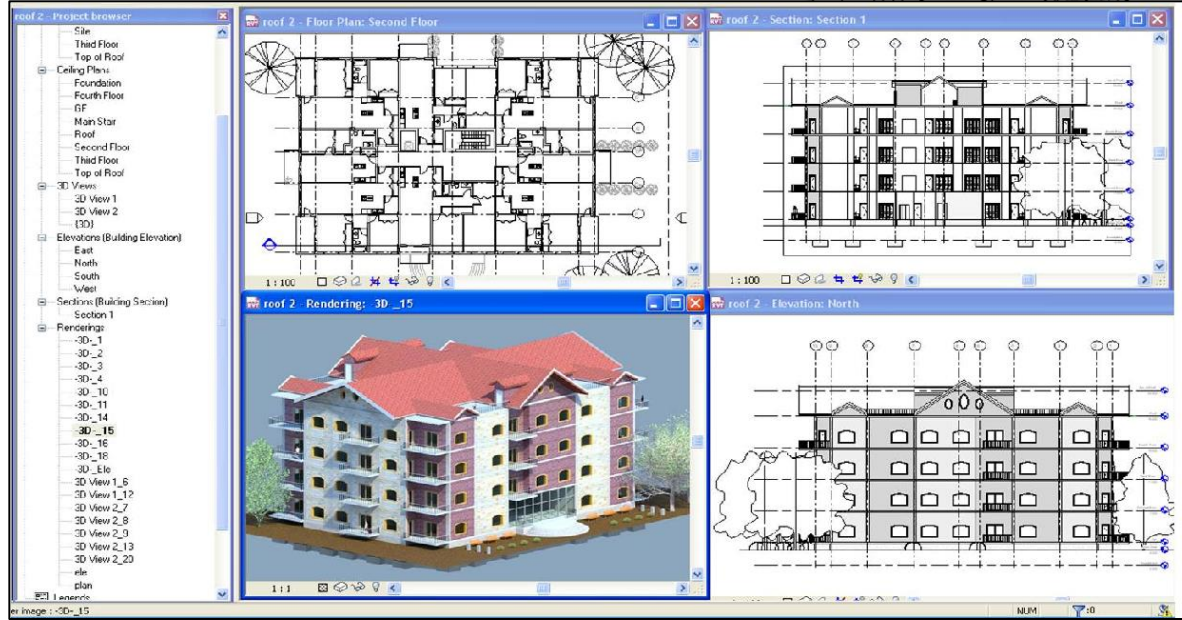 roof 2 - Project browser
Site
Third Floor
Top of Roof
Ceiling Plans
Foundation
Fourth Floor
GF
Main Stair
Roof
Second Floor
Third Floor
Top of Roof
3D Views
3D View 1
3D View 2
{3D}
Elevations (Building Elevation)
East
North
South
West
Sections (Building Section)
Section 1
Renderings
-3D-_1
-3D-_2
-3D-_3
-3D-_4
-3D-_10
-3D-_11
-3D-_14
-3D-_15
-3D-_16
-3D-_18
-3D-_Ele
3D View 1_6
3D View 1_12
3D View 2_7
3D View 2_8
3D View 2_9
3D View 2_13
3D View 2_20
ele
plan
Legends
roof 2 - Floor Plan: Second Floor
1 : 100
roof 2 - Section: Section 1
1 : 100
roof 2 - Rendering: -3D-_15
1 : 1
roof 2 - Elevation: North
er image : -3D-_15
NUM
:0